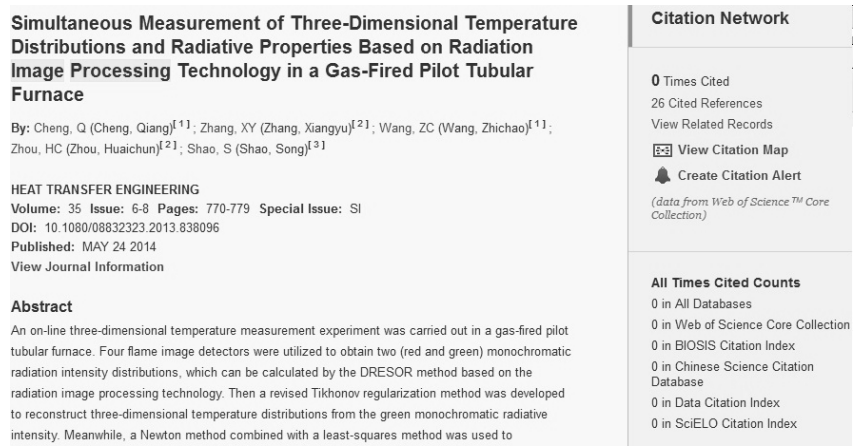 Simultaneous Measurement of Three-Dimensional Temperature
Distributions and Radiative Properties Based on Radiation
Image Processing Technology in a Gas-Fired Pilot Tubular
Furnace
By: Cheng, Q (Cheng, Qiang)[ 1 ] ; Zhang, XY (Zhang, Xiangyu)[ 2 ] ; Wang, ZC (Wang, Zhichao)[ 1 ] ;
Zhou, HC (Zhou, Huaichun)[ 2 ] ; Shao, S (Shao, Song)[ 3 ]
HEAT TRANSFER ENGINEERING
Volume: 35 Issue: 6-8 Pages: 770-779 Special Issue: SI
DOI: 10.1080/08832323.2013.838096
Published: MAY 24 2014
View Journal Information
Abstract
An on-line three-dimensional temperature measurement experiment was carried out in a gas-fired pilot
tubular furnace. Four flame image detectors were utilized to obtain two (red and green) monochromatic
radiation intensity distributions, which can be calculated by the DRESOR method based on the
radiation image processing technology. Then a revised Tikhonov regularization method was developed
to reconstruct three-dimensional temperature distributions from the green monochromatic radiative
intensity. Meanwhile, a Newton method combined with a least-squares method was used to
Citation Network
0 Times Cited
26 Cited References
View Related Records
View Citation Map
Create Citation Alert
(data from Web of Science ™ Core
Collection)
All Times Cited Counts
0 in All Databases
0 in Web of Science Core Collection
0 in BIOSIS Citation Index
0 in Chinese Science Citation
Database
0 in Data Citation Index
0 in SciELO Citation Index